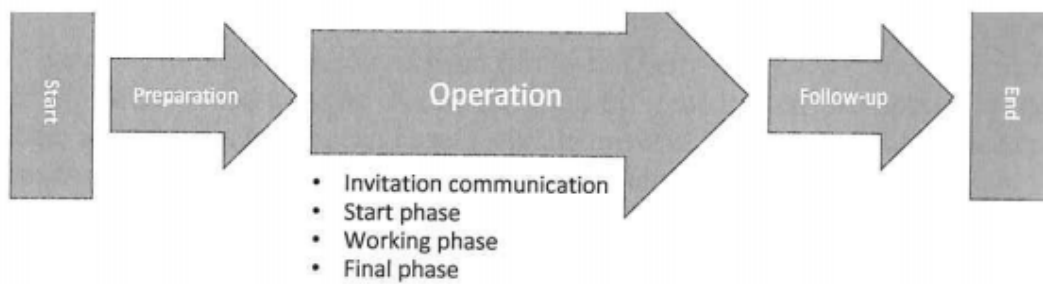 Start
Preparation
Operation
Follow-up
End
• Invitation communication
• Start phase
• Working phase
• Final phase